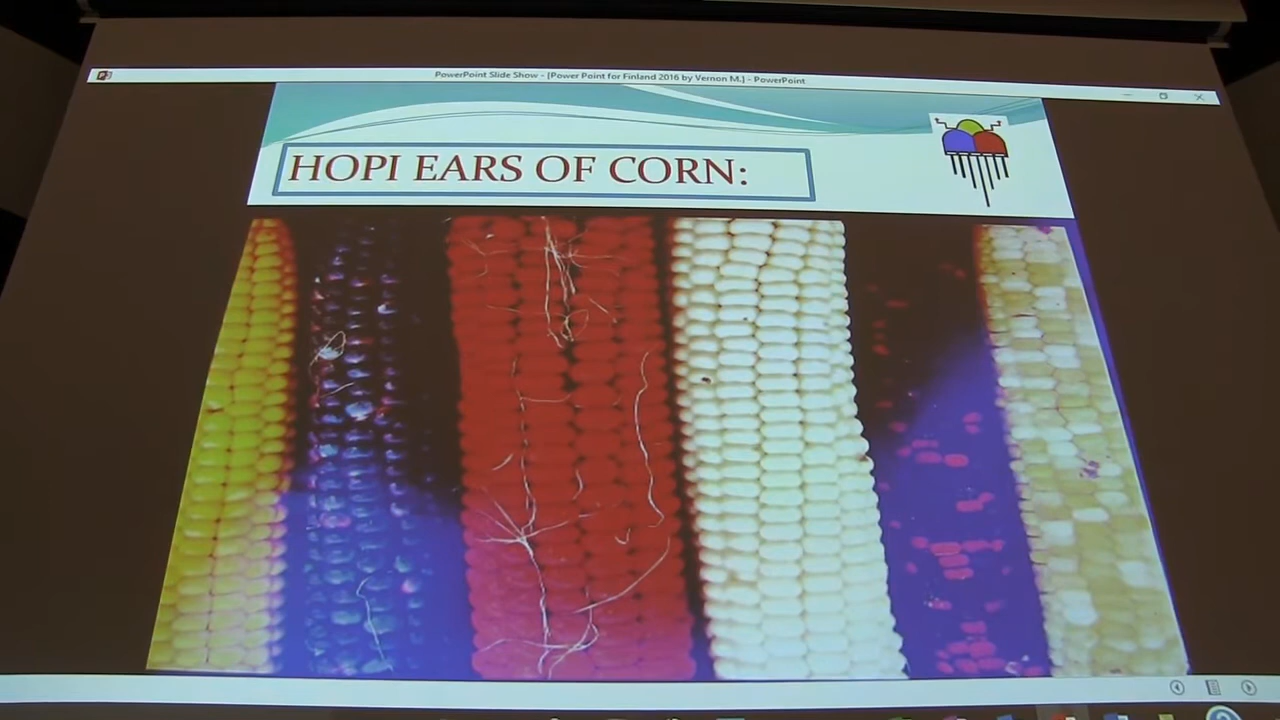 PowerPoint Slide Show - [Power Point for Finland 2016 by Vernon M.] - PowerPoint
HOPI EARS OF CORN: